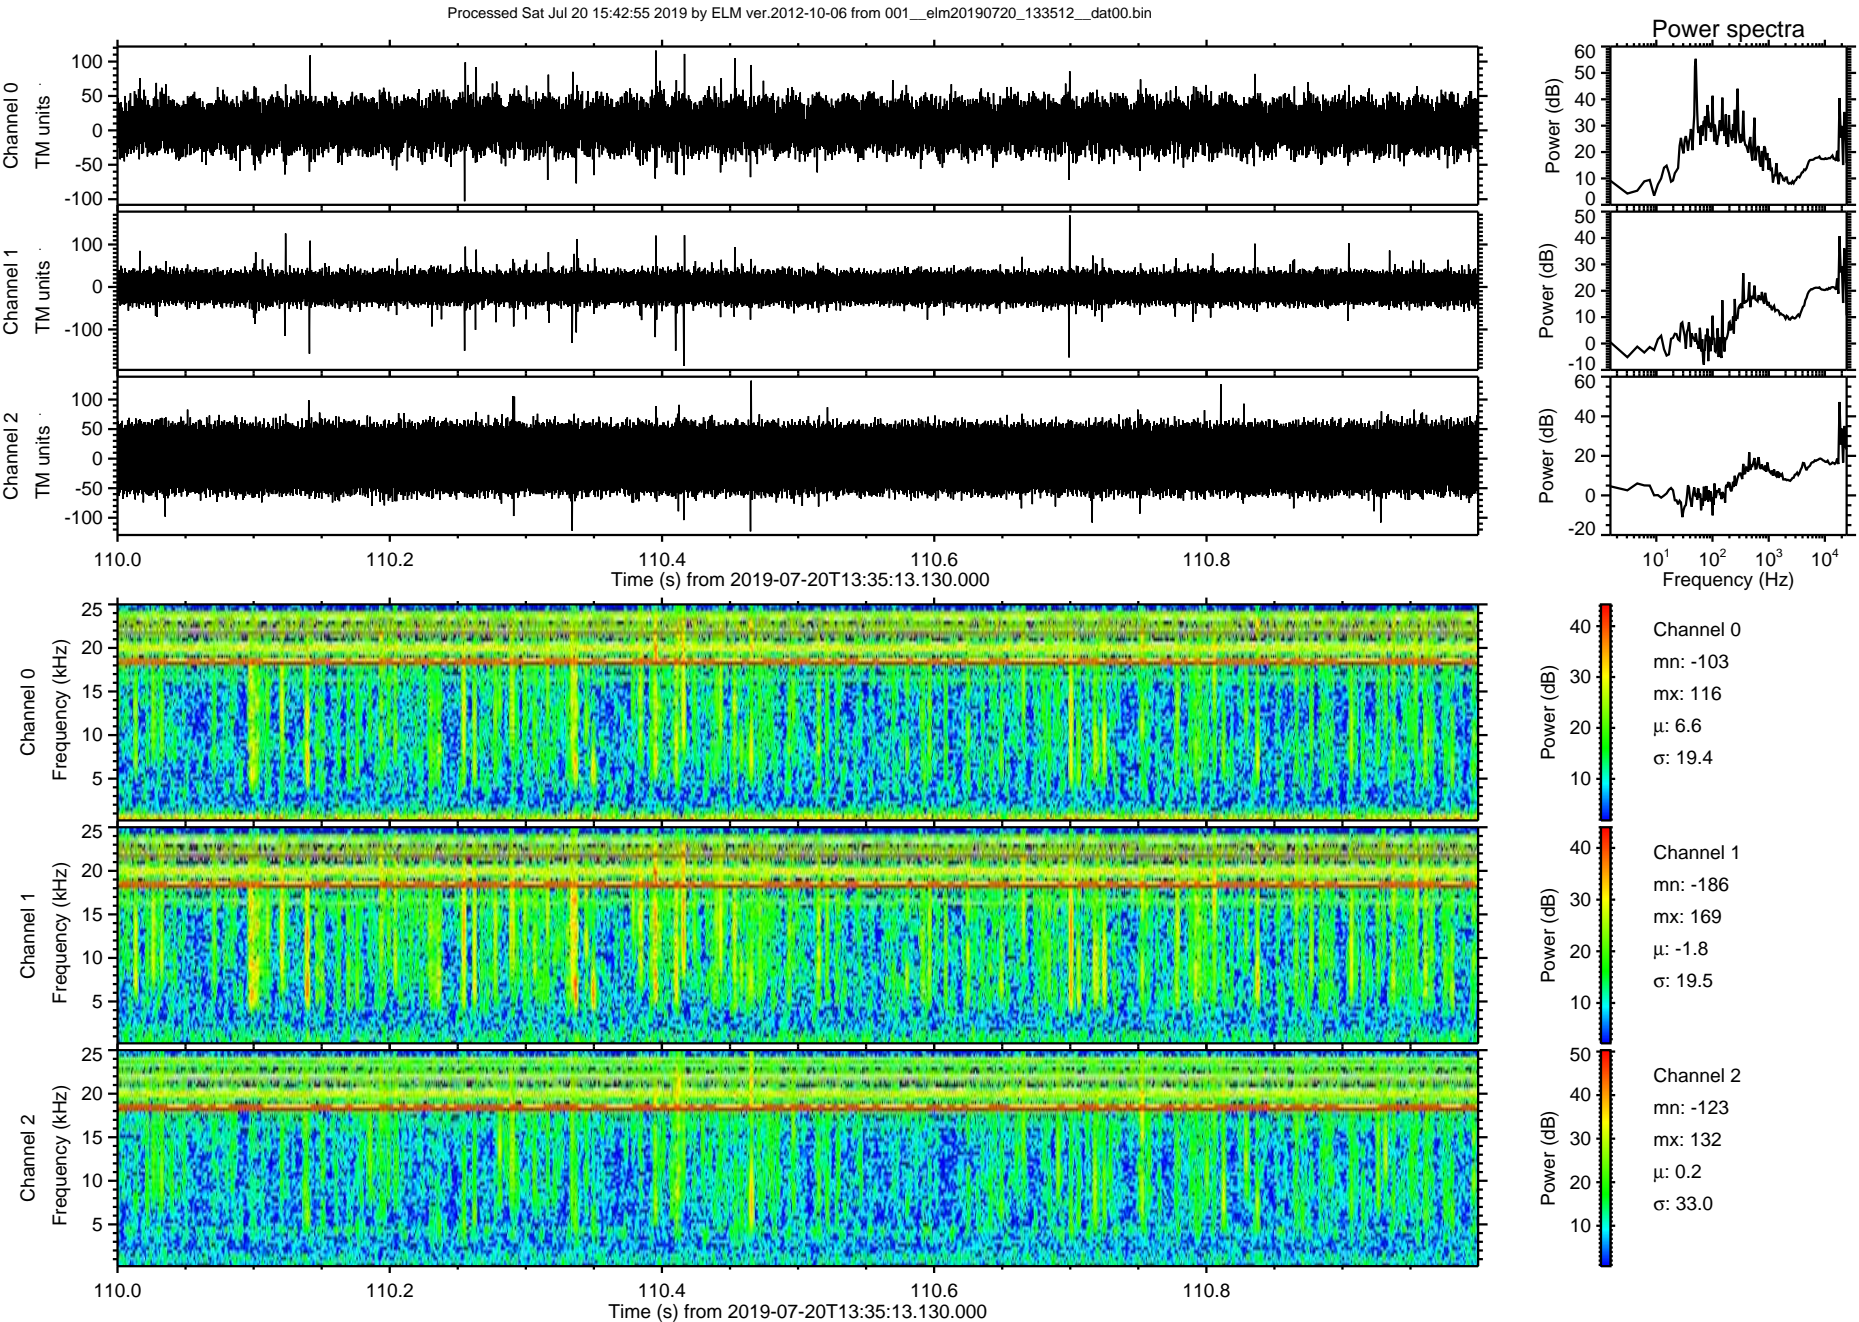 Processed Sat Jul 20 15:42:55 2019 by ELM ver.2012-10-06 from 001__elm20190720_133512__dat00.bin
Power spectra
Channel 0
TM units
100
50
0
-50
-100
Power (dB)
60
50
40
30
20
10
0
Channel 1
TM units
100
0
-100
Power (dB)
50
40
30
20
10
0
-10
Channel 2
TM units
100
50
0
-50
-100
Power (dB)
60
40
20
0
-20
110.0 110.2 110.4 110.6 110.8
Time (s) from 2019-07-20T13:35:13.130.000
10¹ 10² 10³ 10⁴
Frequency (Hz)
Channel 0
Frequency (kHz)
25
20
15
10
5
Power (dB)
40
30
20
10
Channel 0
mn: -103
mx: 116
μ: 6.6
σ: 19.4
Channel 1
Frequency (kHz)
25
20
15
10
5
Power (dB)
40
30
20
10
Channel 1
mn: -186
mx: 169
μ: -1.8
σ: 19.5
Channel 2
Frequency (kHz)
25
20
15
10
5
Power (dB)
50
40
30
20
10
Channel 2
mn: -123
mx: 132
μ: 0.2
σ: 33.0
110.0 110.2 110.4 110.6 110.8
Time (s) from 2019-07-20T13:35:13.130.000